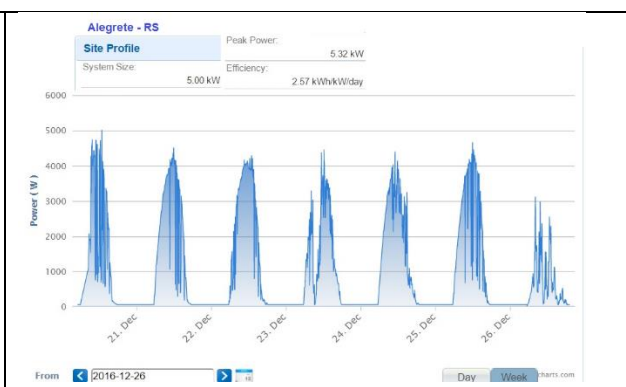 Alegrete - RS
Site Profile
Peak Power:
5.32 kW
System Size:
5.00 kW
Efficiency:
2.57 kWh/kW/day
6000
5000
4000
3000
2000
1000
0
Power ( W )
21. Dec
22. Dec
23. Dec
24. Dec
25. Dec
26. Dec
From
2016-12-26
Day
Week
charts.com